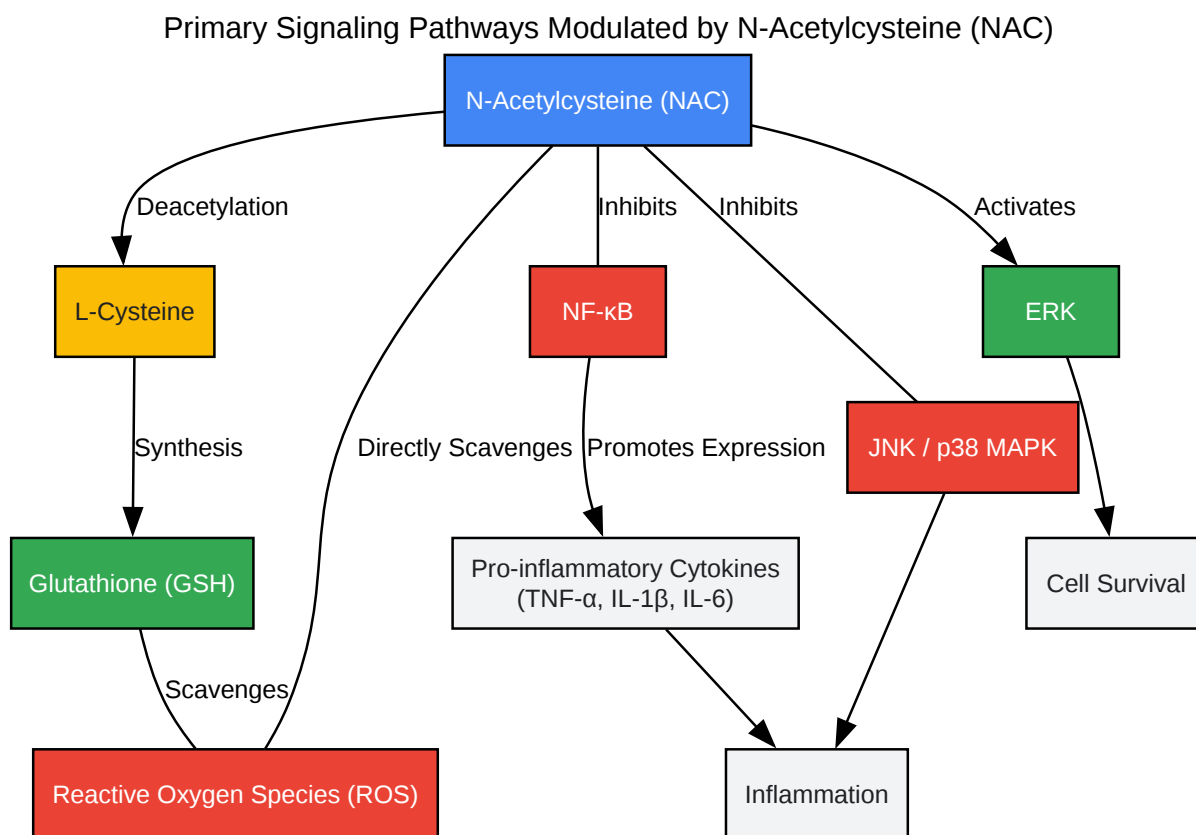 Primary Signaling Pathways Modulated by N-Acetylcysteine (NAC)
N-Acetylcysteine (NAC)
Deacetylation
Inhibits
Inhibits
Activates
L-Cysteine
NF-κB
ERK
Synthesis
Directly Scavenges
Promotes Expression
JNK / p38 MAPK
Glutathione (GSH)
Pro-inflammatory Cytokines
(TNF-α, IL-1β, IL-6)
Cell Survival
Scavenges
Reactive Oxygen Species (ROS)
Inflammation